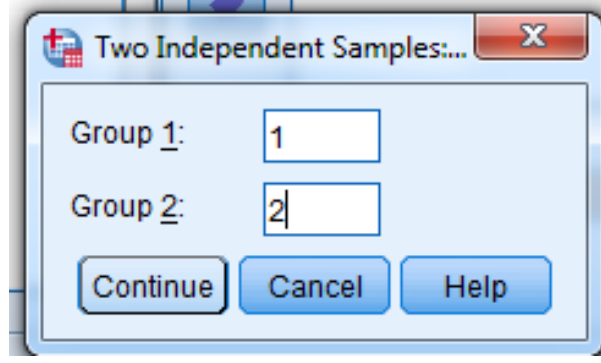 Two Independent Samples:...
Group 1: 1
Group 2: 2
Continue Cancel Help